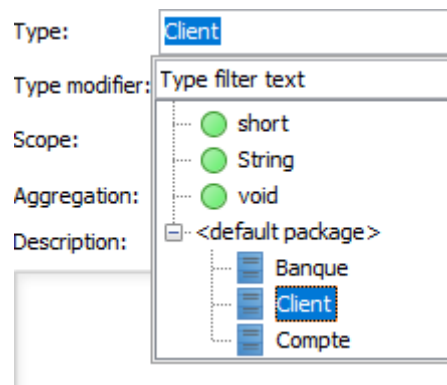 Type: Client
Type modifier: Type filter text
short
Scope:
String
Aggregation: void
Description: <default package>
Banque
Client
Compte